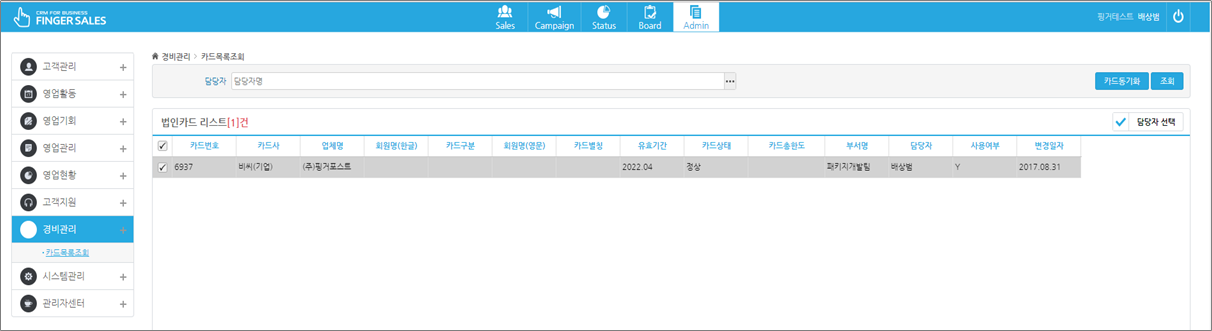 CRM FOR BUSINESS
FINGER SALES
Sales
Campaign
Status
Board
Admin
핑거테스트 배상범
고객관리
영업활동
영업기회
영업관리
영업현황
고객지원
경비관리
· 카드목록조회
시스템관리
관리자센터
경비관리 > 카드목록조회
담당자 담당자명 ... 카드동기화 조회
법인카드 리스트[1]건 담당자 선택
카드번호 카드사 업체명 회원명(한글) 카드구분 회원명(영문) 카드별칭 유효기간 카드상태 카드총한도 부서명 담당자 사용여부 변경일자
6937 비씨(기업) (주)핑거포스트 2022.04 정상 패키지개발팀 배상범 Y 2017.08.31